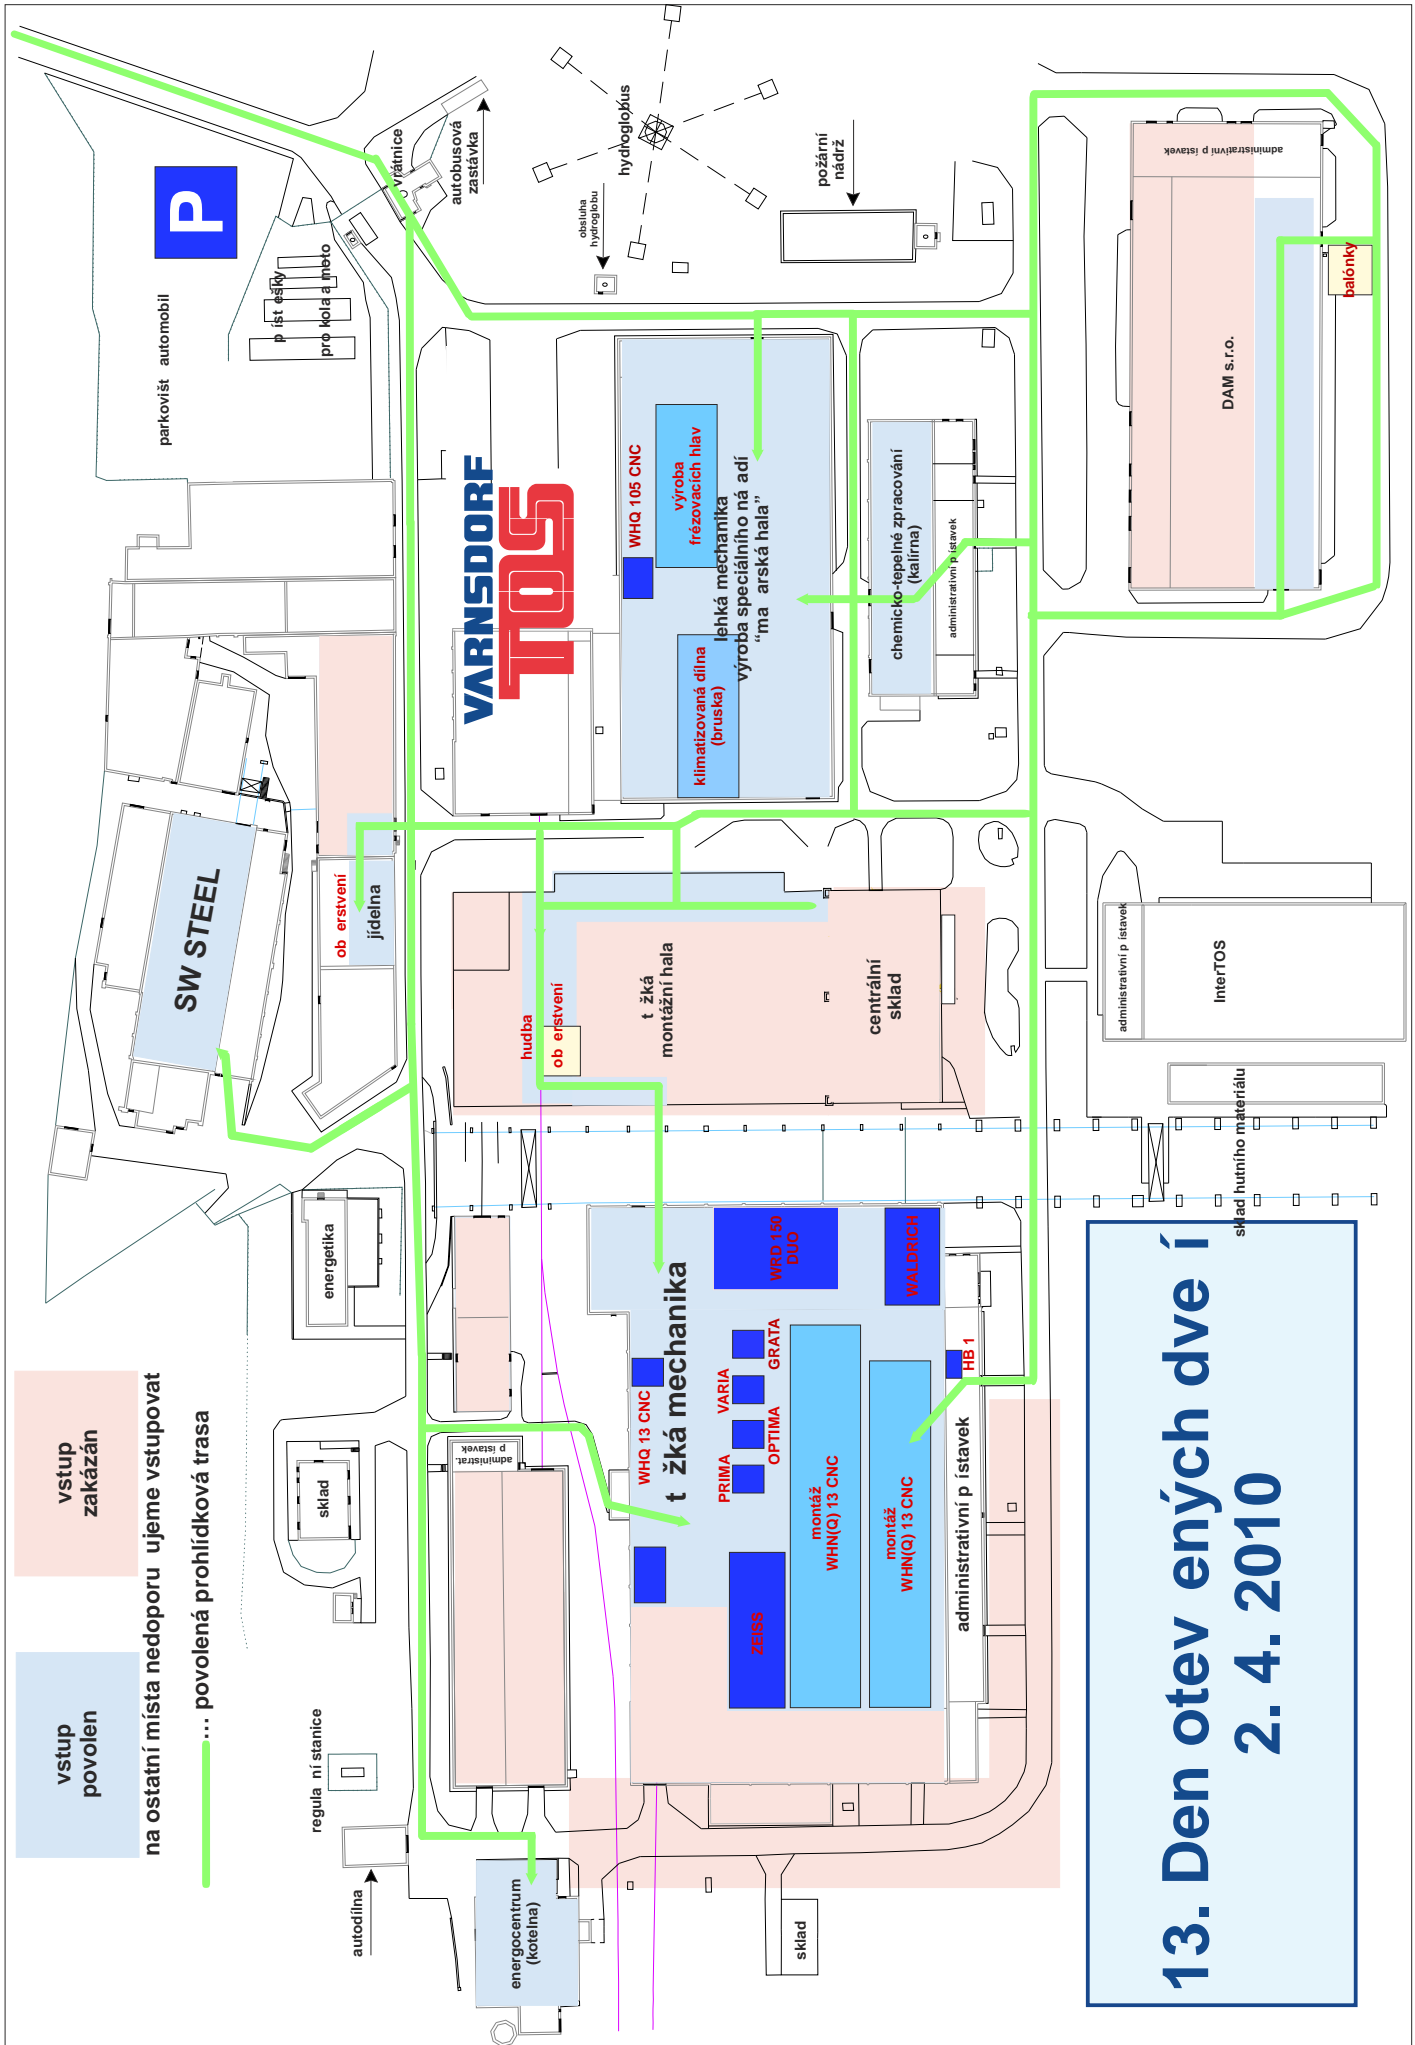 13. Den otev ených dve í
2. 4. 2010
vstup
povolen
vstup
zakázán
na ostatní místa nedoporu ujeme vstupovat
... povolená prohlídková trasa
P
parkovišt automobil
p íst ešky
pro kola a moto
vrátnice
autobusová
zastávka
hydroglobus
obsluha
hydroglobu
požární
nádrž
administrativní p ístavek
DAM s.r.o.
balónky
VARNSDORF
TOS
WHQ 105 CNC
výroba
frézovacích hlav
lehká mechanika
výroba speciálního ná adí
"ma arská hala"
klimatizovaná dílna
(bruska)
chemicko-tepelné zpracování
(kalírna)
administrativní p ístavek
SW STEEL
ob erstvení
jídelna
hudba
ob erstvení
t žká
montážní hala
centrální
sklad
administrativní p ístavek
InterTOS
sklad hutního materiálu
energetika
WRD 150
DUO
WALDRICH
t žká mechanika
WHQ 13 CNC
GRATA
VARIA
OPTIMA
PRIMA
HB 1
montáž
WHN(Q) 13 CNC
montáž
WHN(Q) 13 CNC
ZEISS
administrativní p ístavek
administrat.
p ístavek
sklad
regula ní stanice
autodílna
energocentrum
(kotelna)
sklad